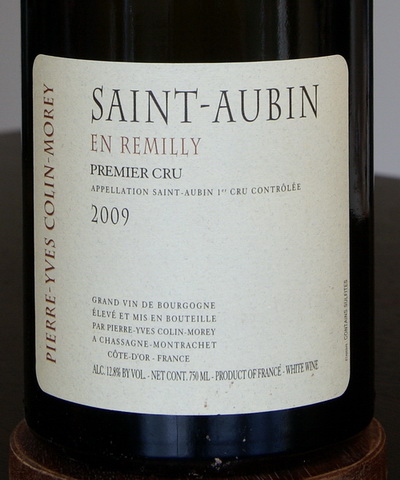 PIERRE-YVES COLIN-MOREY
SAINT-AUBIN
EN REMILLY
PREMIER CRU
APPELLATION SAINT-AUBIN 1er CRU CONTRÔLÉE
2009
GRAND VIN DE BOURGOGNE
ÉLEVÉ ET MIS EN BOUTEILLE
PAR PIERRE-YVES COLIN-MOREY
A CHASSAGNE-MONTRACHET
CÔTE-D'OR - FRANCE
ALC. 12.8% BY VOL. - NET CONT. 750 ML - PRODUCT OF FRANCE - WHITE WINE
CONTAINS SULFITES